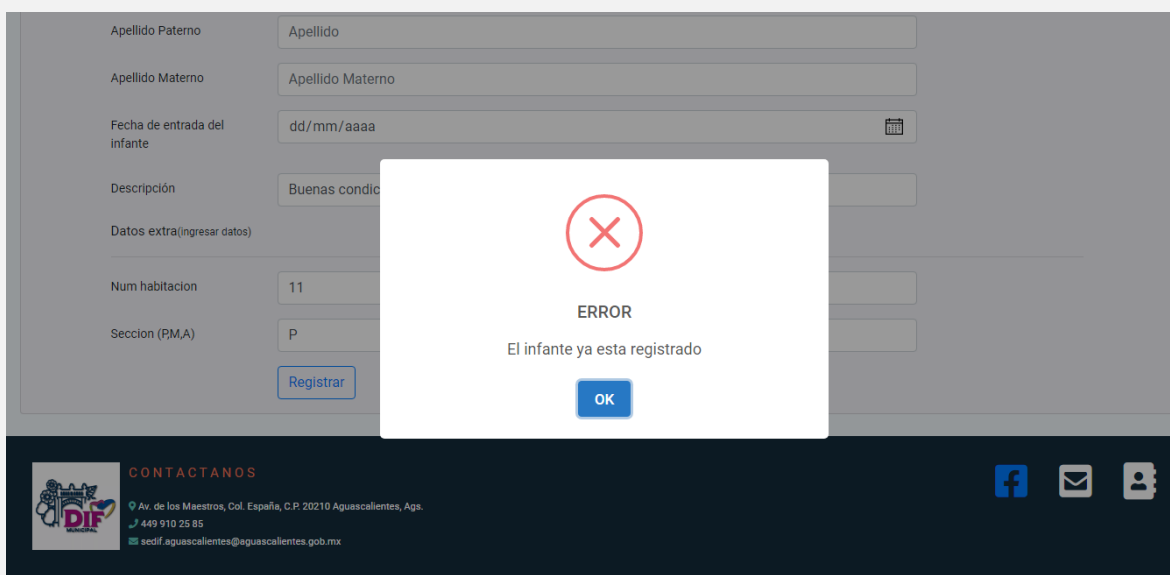 Apellido Paterno
Apellido
Apellido Materno
Apellido Materno
Fecha de entrada del
infante
dd/mm/aaaa
Descripción
Buenas condic
Datos extra(ingresar datos)
Num habitacion
11
Seccion (P,M,A)
P
Registrar
ERROR
El infante ya esta registrado
OK
DIF
MUNICIPAL
CONTACTANOS
Av. de los Maestros, Col. España, C.P. 20210 Aguascalientes, Ags.
449 910 25 85
sedif.aguascalientes@aguascalientes.gob.mx